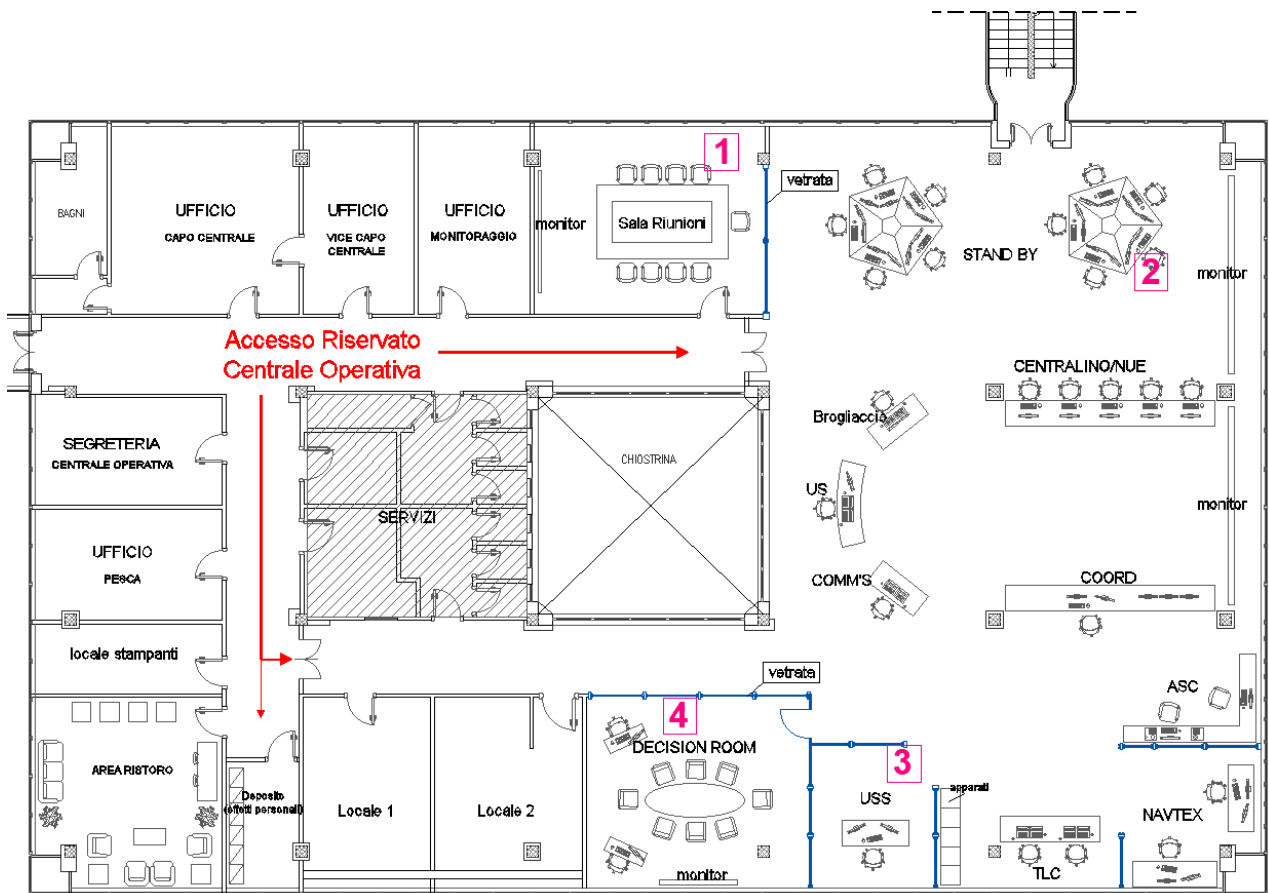 1
vetrata
BAGNI
UFFICIO
CAPO CENTRALE
UFFICIO
VICE CAPO
CENTRALE
UFFICIO
MONITORAGGIO
monitor
Sala Riunioni
STAND BY
2
monitor
Accesso Riservato
Centrale Operativa
CENTRALINO/NUE
Brogliaccio
SEGRETERIA
CENTRALE OPERATIVA
CHIOSTRINA
US
monitor
SERVIZI
UFFICIO
PESCA
COMM'S
COORD
locale stampanti
vetrata
ASC
4
DECISION ROOM
3
AREA RISTORO
Deposito
(effetti personali)
Locale 1
Locale 2
USS
apparati
NAVTEX
monitor
TLC